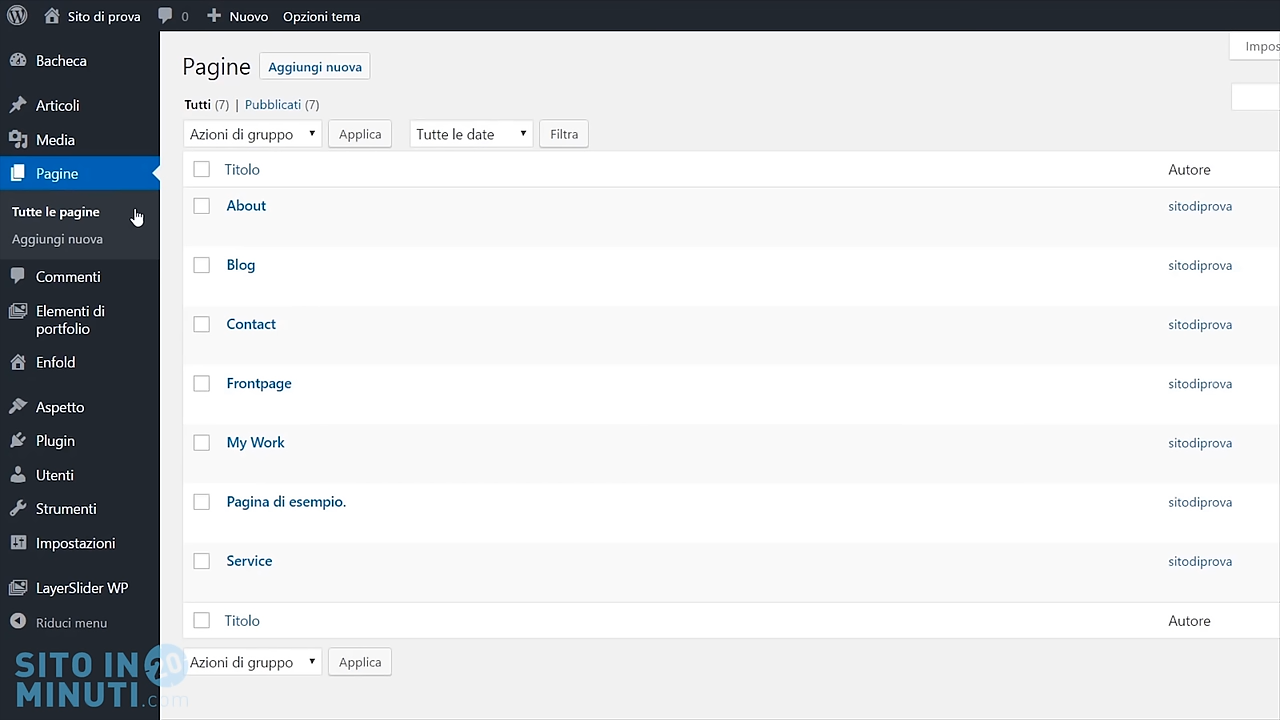 Sito di prova 0 Nuovo Opzioni tema
Bacheca
Articoli
Media
Pagine
Tutte le pagine
Aggiungi nuova
Commenti
Elementi di
portfolio
Enfold
Aspetto
Plugin
Utenti
Strumenti
Impostazioni
LayerSlider WP
Riduci menu
Impos
Pagine Aggiungi nuova
Tutti (7) | Pubblicati (7)
Azioni di gruppo Applica Tutte le date Filtra
Titolo Autore
About sitodiprova
Blog sitodiprova
Contact sitodiprova
Frontpage sitodiprova
My Work sitodiprova
Pagina di esempio. sitodiprova
Service sitodiprova
Titolo Autore
Azioni di gruppo Applica
SITO IN 20
MINUTI.com